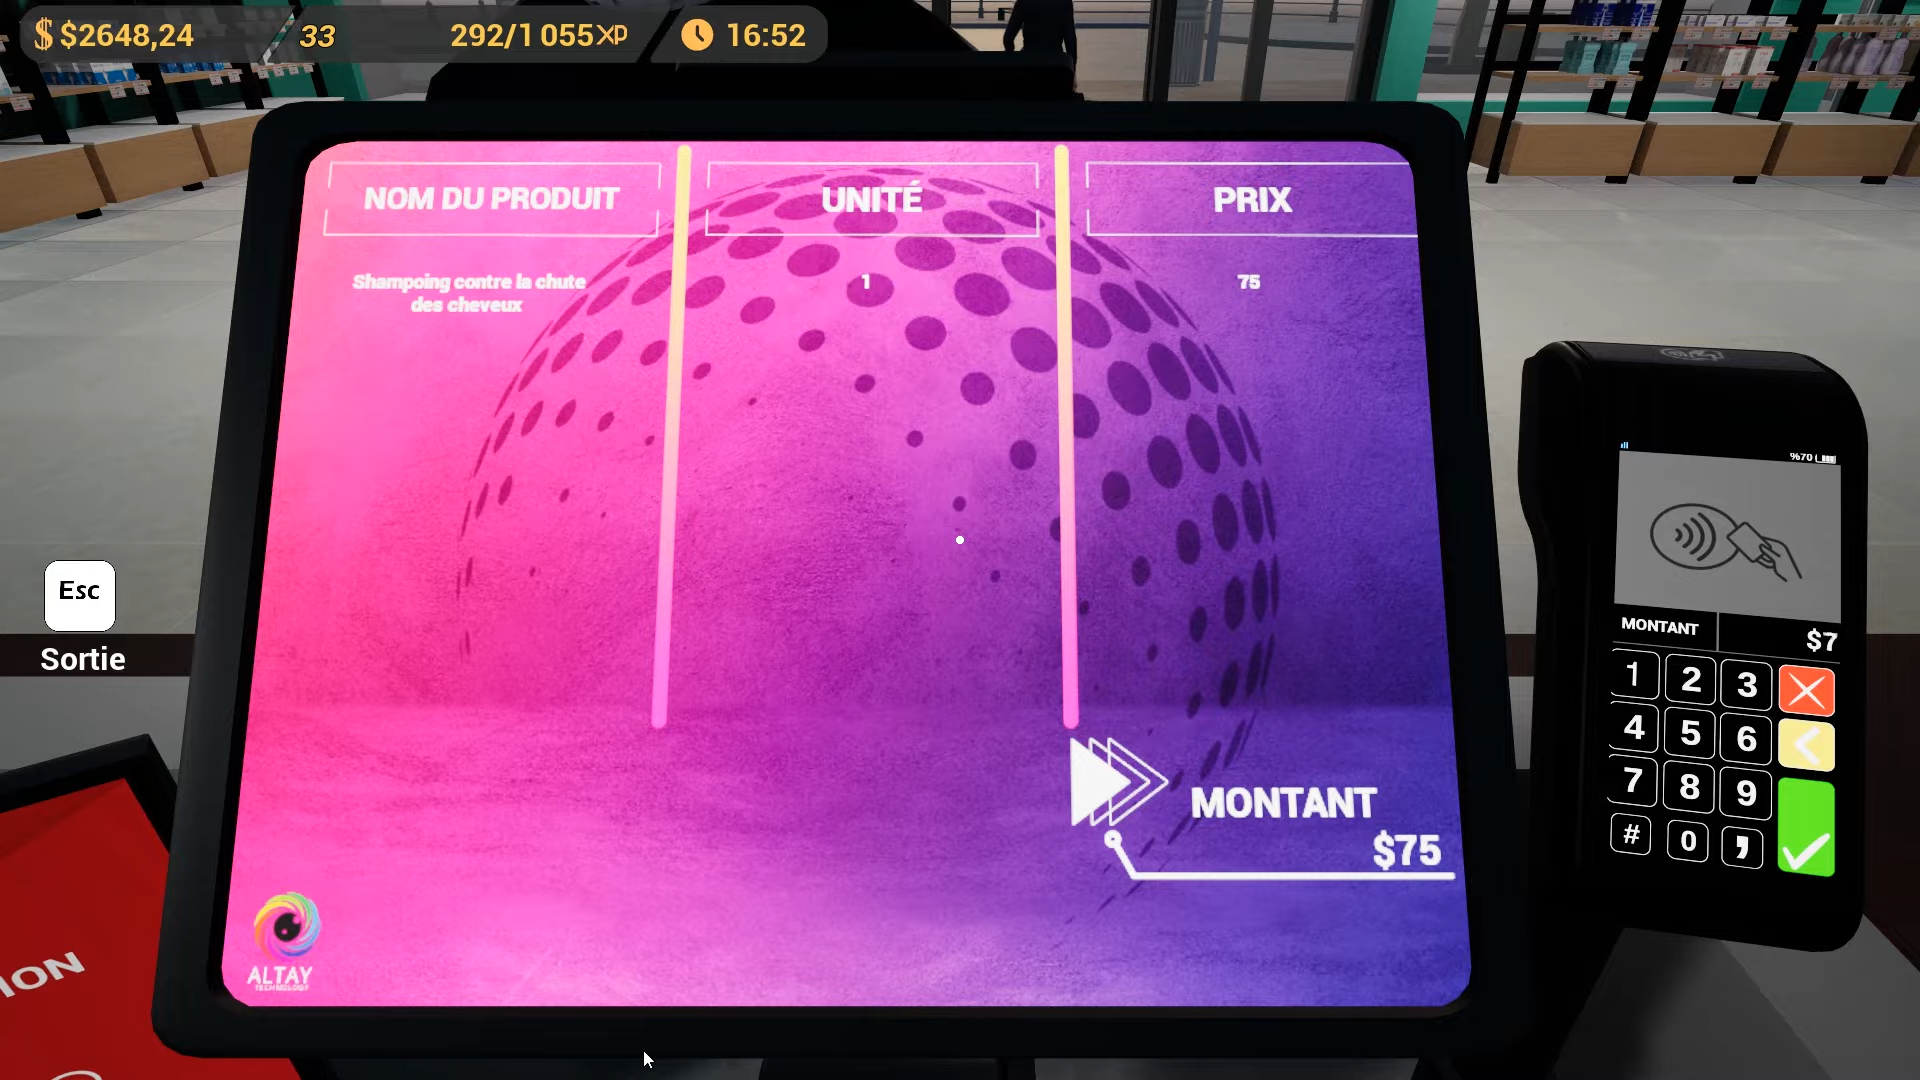 $2648,24
33
292/1 055XP
16:52
NOM DU PRODUIT
UNITÉ
PRIX
Shampoing contre la chute
des cheveux
1
75
%70
Esc
Sortie
MONTANT
$7
1 2 3
4 5 6
7 8 9
# 0 ,
MONTANT
$75
ALTAY
TECHNOLOGY
ION